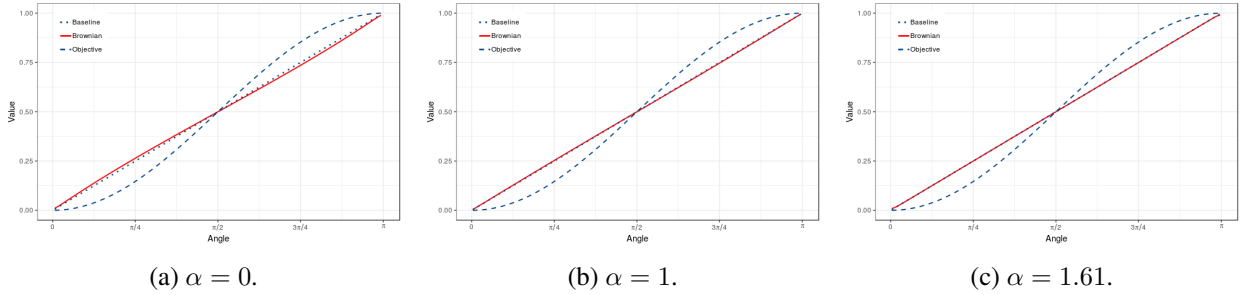 1.00
0.75
0.50
0.25
0.00
Value
Baseline
Brownian
Objective
0
π/4
π/2
3π/4
π
Angle
(a) α = 0.
1.00
0.75
0.50
0.25
0.00
Value
Baseline
Brownian
Objective
0
π/4
π/2
3π/4
π
Angle
(b) α = 1.
1.00
0.75
0.50
0.25
0.00
Value
Baseline
Brownian
Objective
0
π/4
π/2
3π/4
π
Angle
(c) α = 1.61.